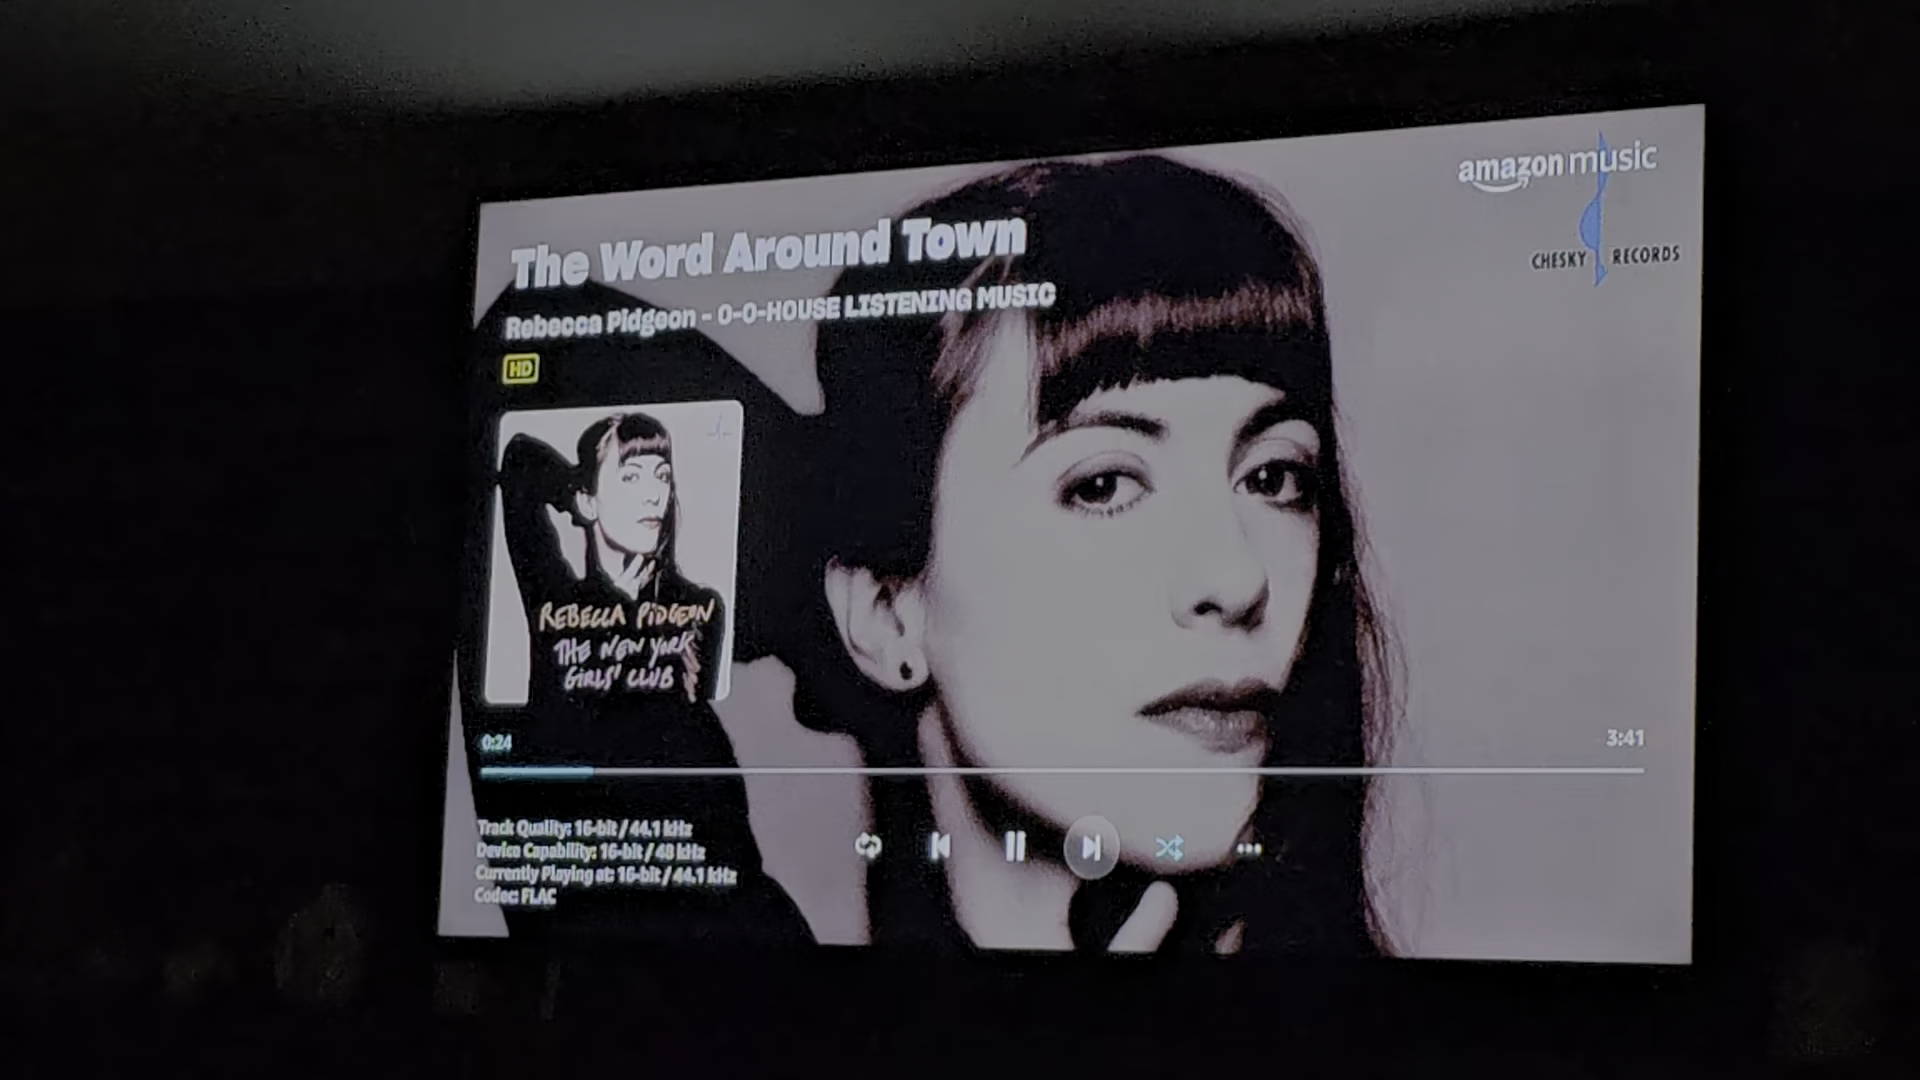 amazon music
CHESKY RECORDS
The Word Around Town
Rebecca Pidgeon - O-O-HOUSE LISTENING MUSIC
HD
REBECCA PIDGEON
THE NEW YORK
GIRLS' CLUB
0:24
3:41
Track Quality: 16-bit / 44.1 kHz
Device Capability: 16-bit / 48 kHz
Currently Playing at: 16-bit / 44.1 kHz
Codec: FLAC